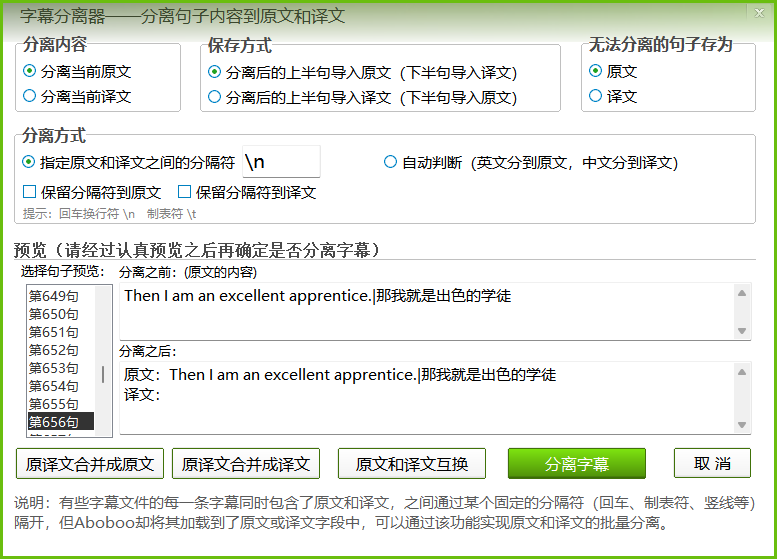 字幕分离器——分离句子内容到原文和译文
分离内容
分离当前原文
分离当前译文
保存方式
分离后的上半句导入原文（下半句导入译文）
分离后的上半句导入译文（下半句导入原文）
无法分离的句子存为
原文
译文
分离方式
指定原文和译文之间的分隔符 \n
自动判断（英文分到原文，中文分到译文）
保留分隔符到原文 保留分隔符到译文
提示：回车换行符 \n 制表符 \t
预览（请经过认真预览之后再确定是否分离字幕）
选择句子预览：
第649句
第650句
第651句
第652句
第653句
第654句
第655句
第656句
分离之前：(原文的内容)
Then I am an excellent apprentice.|那我就是出色的学徒
分离之后：
原文：Then I am an excellent apprentice.|那我就是出色的学徒
译文：
原译文合并成原文 原译文合并成译文 原文和译文互换 分离字幕 取 消
说明：有些字幕文件的每一条字幕同时包含了原文和译文，之间通过某个固定的分隔符（回车、制表符、竖线等）
隔开，但Aboboo却将其加载到了原文或译文字段中，可以通过该功能实现原文和译文的批量分离。